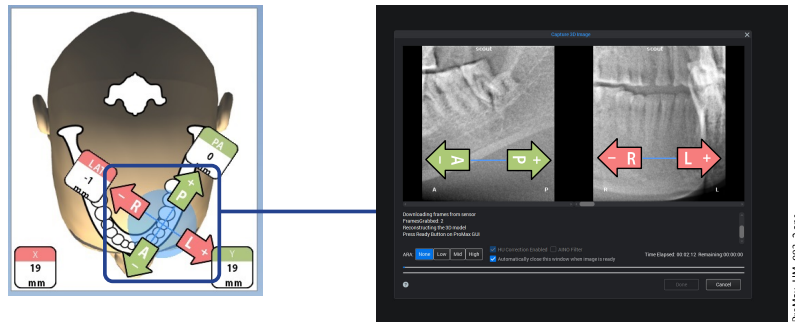 PA
0
mm
LAT
-1
mm
+
P
-
R
A
-
L +
X
19
mm
Y
19
mm
Capture 3D Image
scout
scout
- A
P +
- R
L +
A
P
R
L
Downloading frames from sensor
FramesGrabbed: 2
Reconstructing the 3D model
Press Ready Button on ProMax GUI
ARA: None Low Mid High
HU Correction Enabled
AINO Filter
Automatically close this window when image is ready
Time Elapsed: 00:02:12 Remaining 00:00:00
Done
Cancel